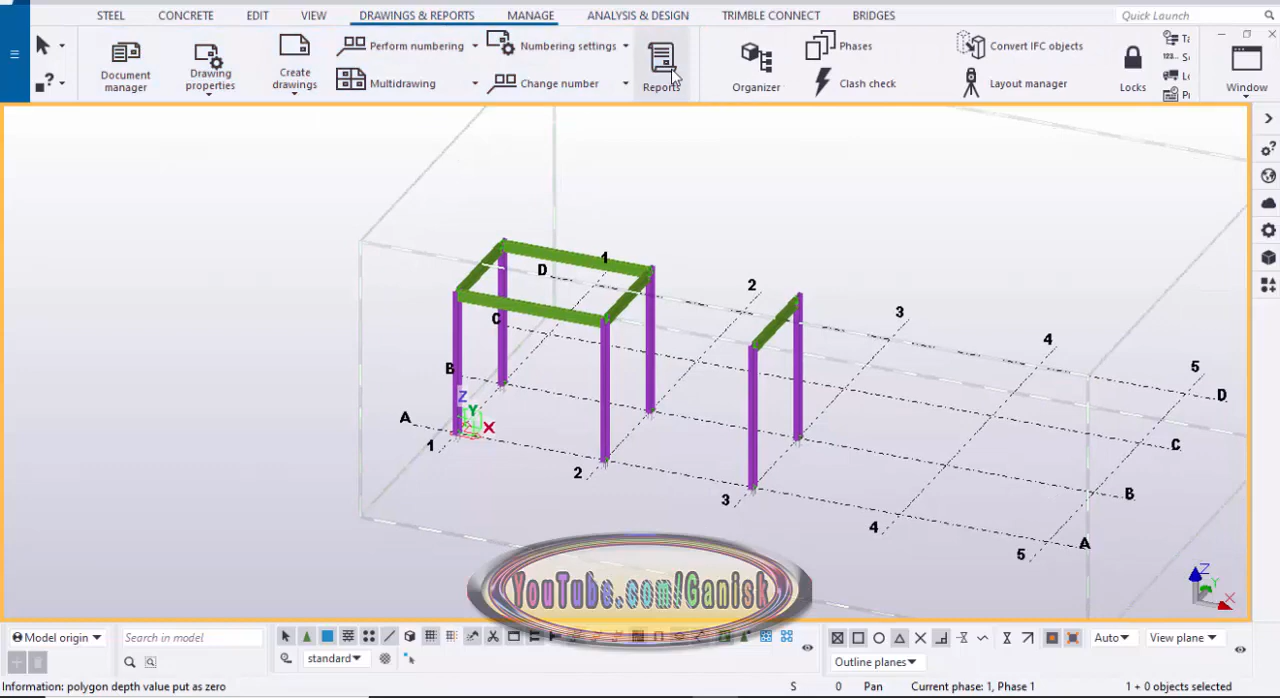 STEEL CONCRETE EDIT VIEW DRAWINGS & REPORTS MANAGE ANALYSIS & DESIGN TRIMBLE CONNECT BRIDGES Quick Launch
Document manager
Drawing properties
Create drawings
Perform numbering
Multidrawing
Numbering settings
Change number
Reports
Organizer
Phases
Clash check
Convert IFC objects
Layout manager
Locks
Window
D 1
2
C
3
4
B
5
D
A
Z
Y
X
C
1
2
B
3
4
A
5
Z
Y
X
YouTube.com/Ganisk
Model origin Search in model
Auto View plane
standard Outline planes
Information: polygon depth value put as zero S 0 Pan Current phase: 1, Phase 1 1 + 0 objects selected